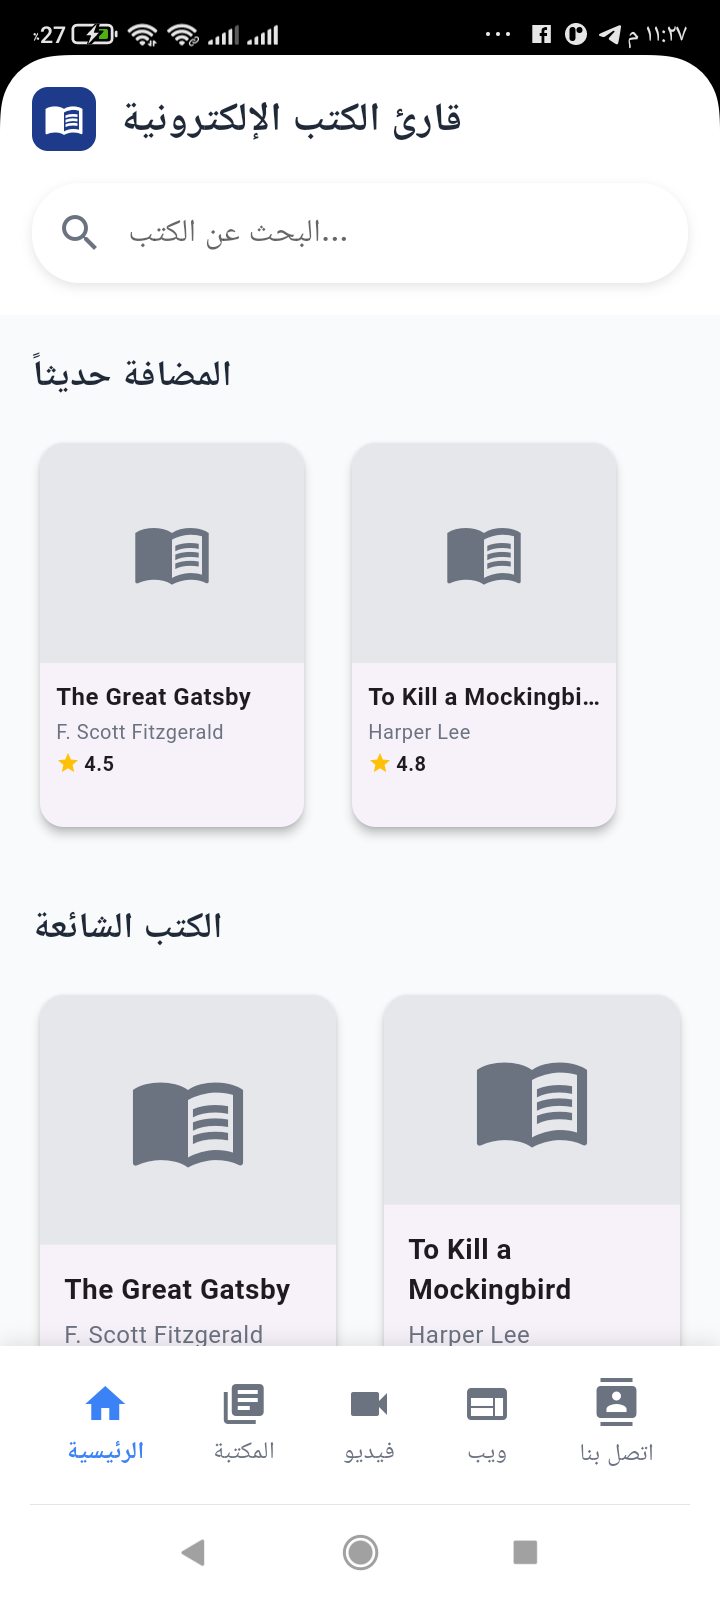 %27
١١:٢٧ م
قارئ الكتب الإلكترونية
البحث عن الكتب...
المضافة حديثاً
The Great Gatsby
F. Scott Fitzgerald
4.5
To Kill a Mockingbi...
Harper Lee
4.8
الكتب الشائعة
The Great Gatsby
F. Scott Fitzgerald
To Kill a
Mockingbird
Harper Lee
الرئيسية
المكتبة
فيديو
ويب
اتصل بنا